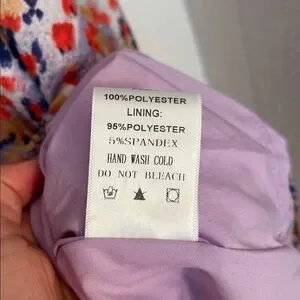 100%POLYESTER
LINING:
95%POLYESTER
5%SPANDEX
HAND WASH COLD
DO NOT BLEACH